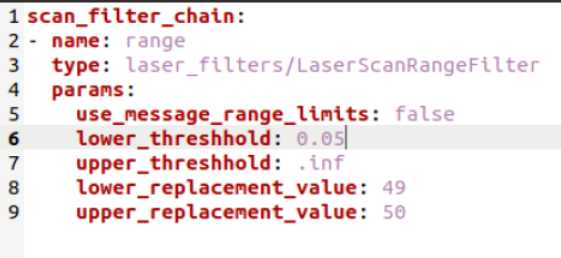 1 scan_filter_chain:
2 - name: range
3   type: laser_filters/LaserScanRangeFilter
4   params:
5     use_message_range_limits: false
6     lower_threshhold: 0.05
7     upper_threshhold: .inf
8     lower_replacement_value: 49
9     upper_replacement_value: 50